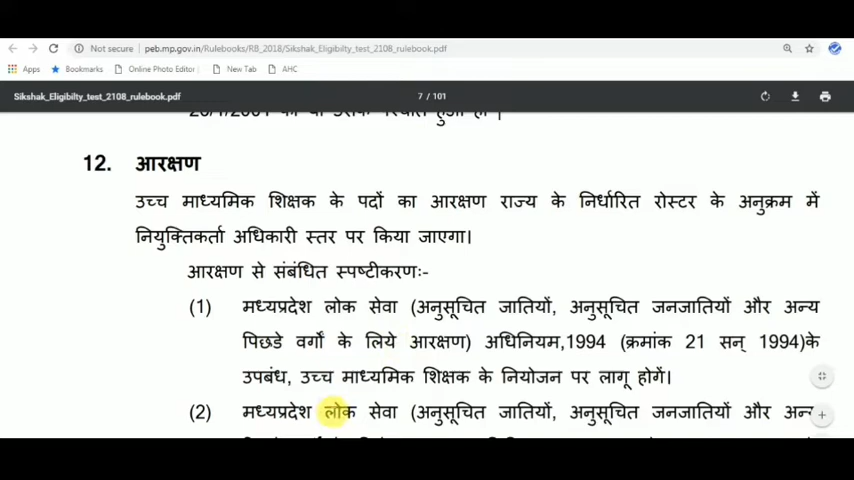 Not secure | peb.mp.gov.in/Rulebooks/RB_2018/Sikshak_Eligibilty_test_2108_rulebook.pdf
Apps Bookmarks Online Photo Editor New Tab AHC
Sikshak_Eligibilty_test_2108_rulebook.pdf 7 / 101
12. आरक्षण
उच्च माध्यमिक शिक्षक के पदों का आरक्षण राज्य के निर्धारित रोस्टर के अनुक्रम में
नियुक्तिकर्ता अधिकारी स्तर पर किया जाएगा।
आरक्षण से संबंधित स्पष्टीकरणः-
(1) मध्यप्रदेश लोक सेवा (अनुसूचित जातियों, अनुसूचित जनजातियों और अन्य
पिछडे वर्गों के लिये आरक्षण) अधिनियम,1994 (क्रमांक 21 सन् 1994)के
उपबंध, उच्च माध्यमिक शिक्षक के नियोजन पर लागू होगें।
(2) मध्यप्रदेश लोक सेवा (अनुसूचित जातियों, अनुसूचित जनजातियों और अन्य